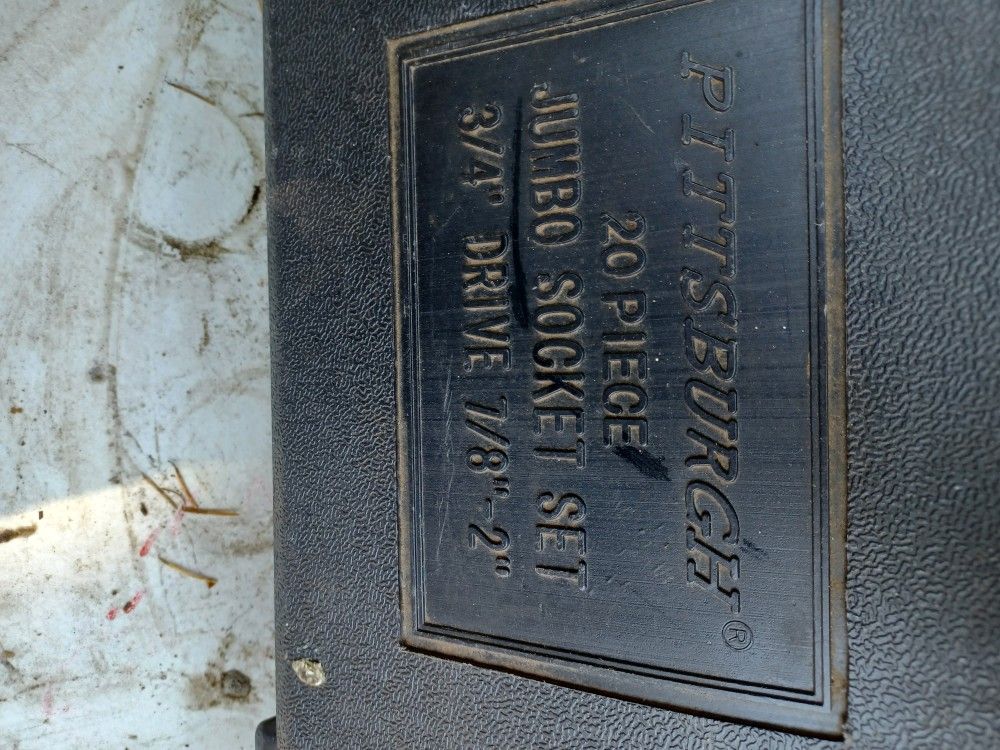 PITTSBURGH®
20 PIECE
JUMBO SOCKET SET
3/4" DRIVE 7/8"-2"